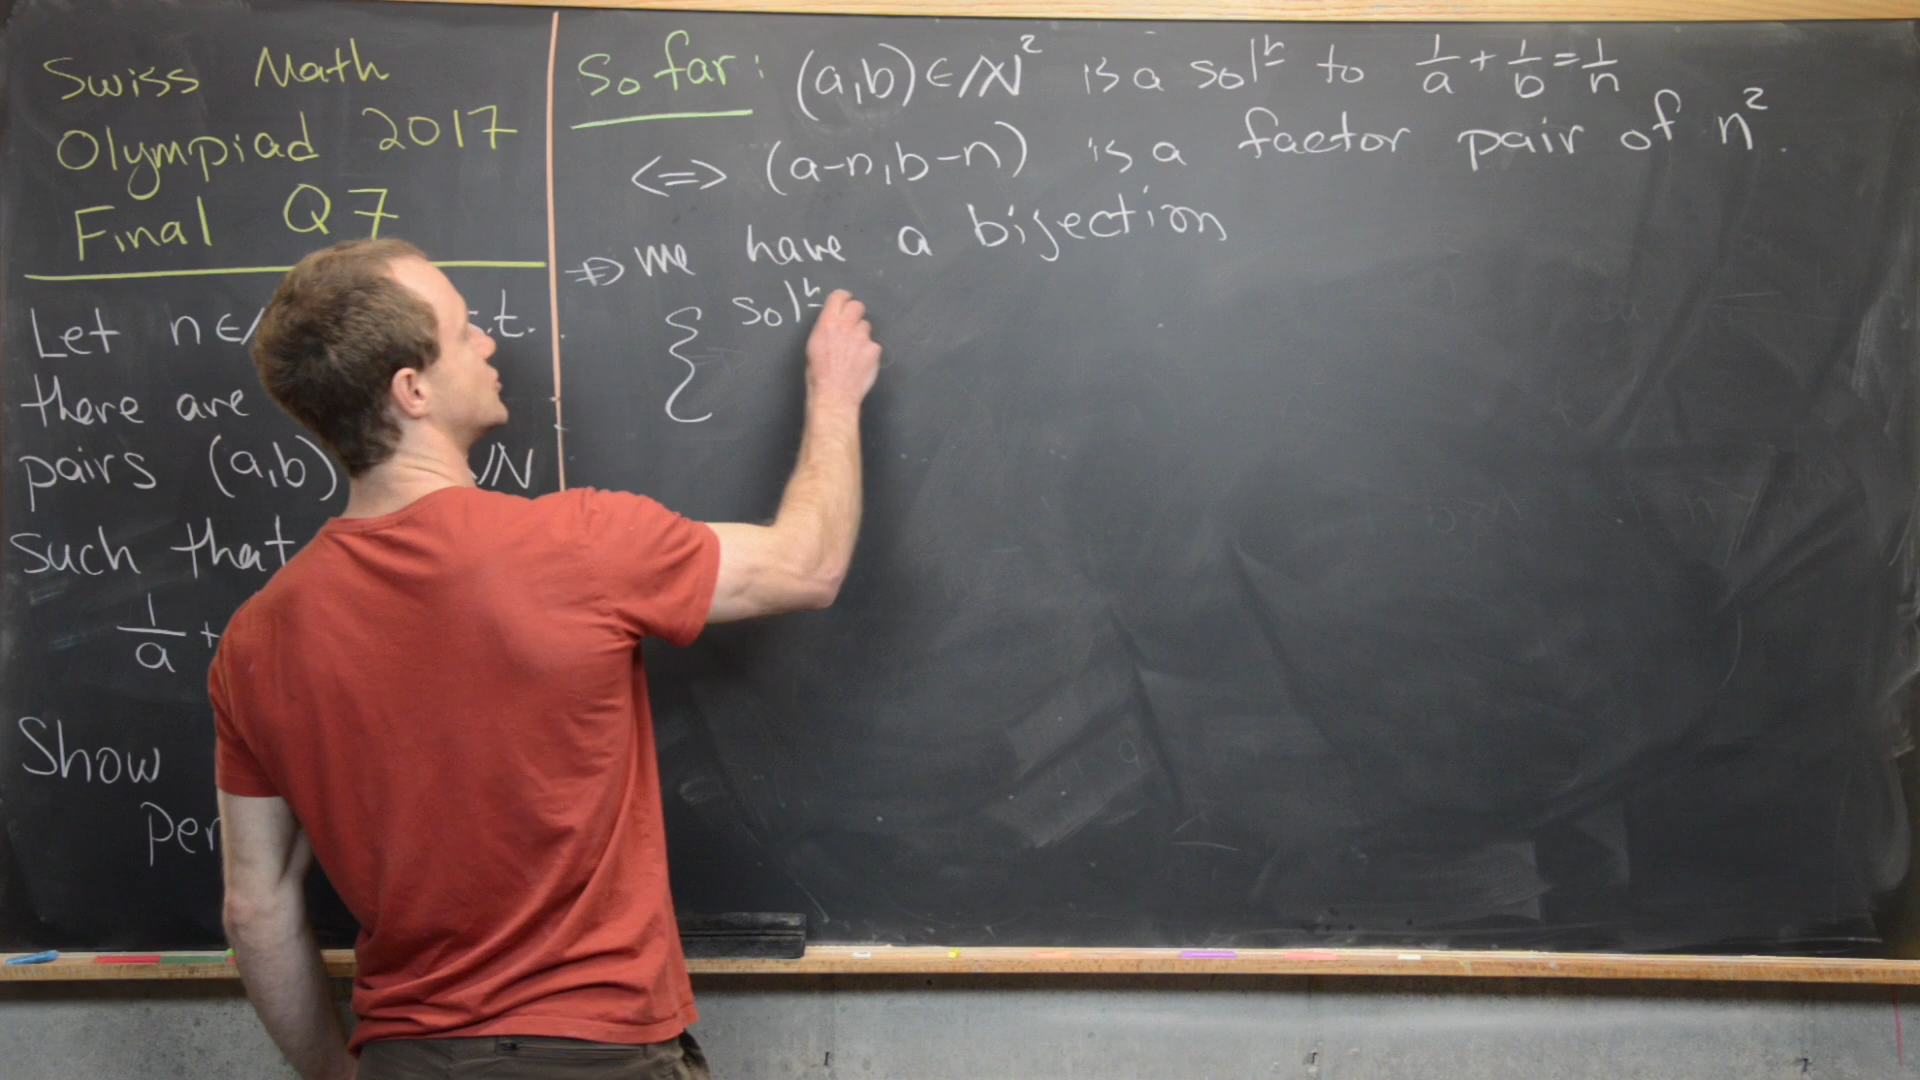 Swiss Math
Olympiad 2017
Final Q7
Let n ∈ .t.
there are
pairs (a,b) ℕ
such that
1/a +
Show
per
So far: (a,b) ∈ ℕ² is a solⁿ to 1/a + 1/b = 1/n
<=> (a-n, b-n) is a factor pair of n².
⇒ we have a bijection
{ solⁿ